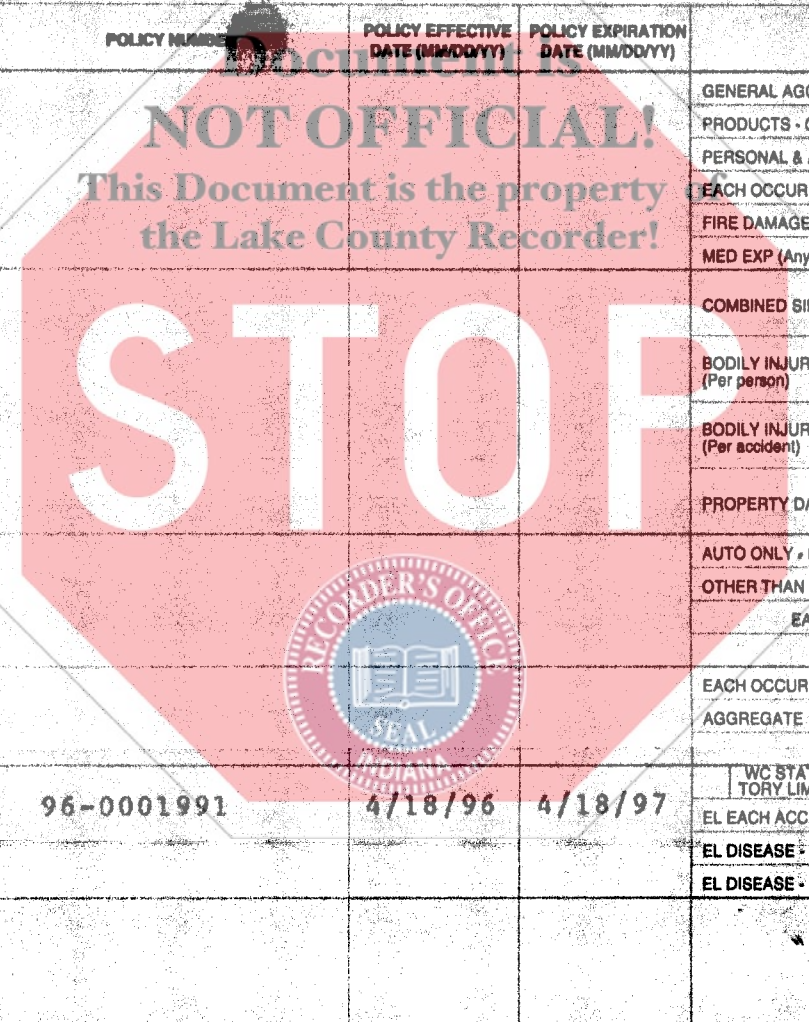 POLICY NUMBER
POLICY EFFECTIVE DATE (MM/DD/YY)
POLICY EXPIRATION DATE (MM/DD/YY)
Document is
NOT OFFICIAL!
This Document is the property of
the Lake County Recorder!
STOP
RECORDER'S OFFICE
SEAL
INDIANA
GENERAL AGG
PRODUCTS - C
PERSONAL &
EACH OCCUR
FIRE DAMAGE
MED EXP (Any
COMBINED SI
BODILY INJUR
(Per person)
BODILY INJUR
(Per accident)
PROPERTY DA
AUTO ONLY -
OTHER THAN
EA
EACH OCCUR
AGGREGATE
WC STAT
TORY LIM
96-0001991 4/18/96 4/18/97
EL EACH ACC
EL DISEASE -
EL DISEASE -